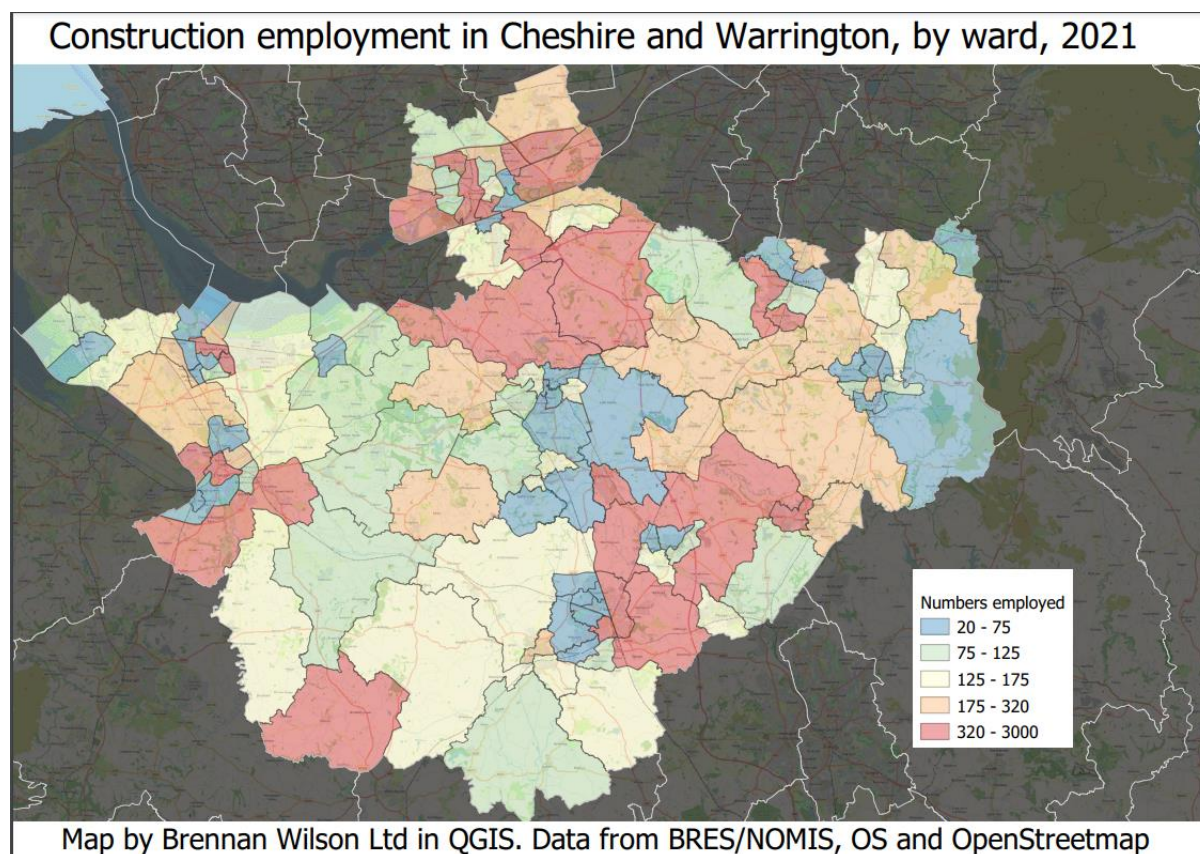 Construction employment in Cheshire and Warrington, by ward, 2021
Numbers employed
20 - 75
75 - 125
125 - 175
175 - 320
320 - 3000
Map by Brennan Wilson Ltd in QGIS. Data from BRES/NOMIS, OS and OpenStreetmap